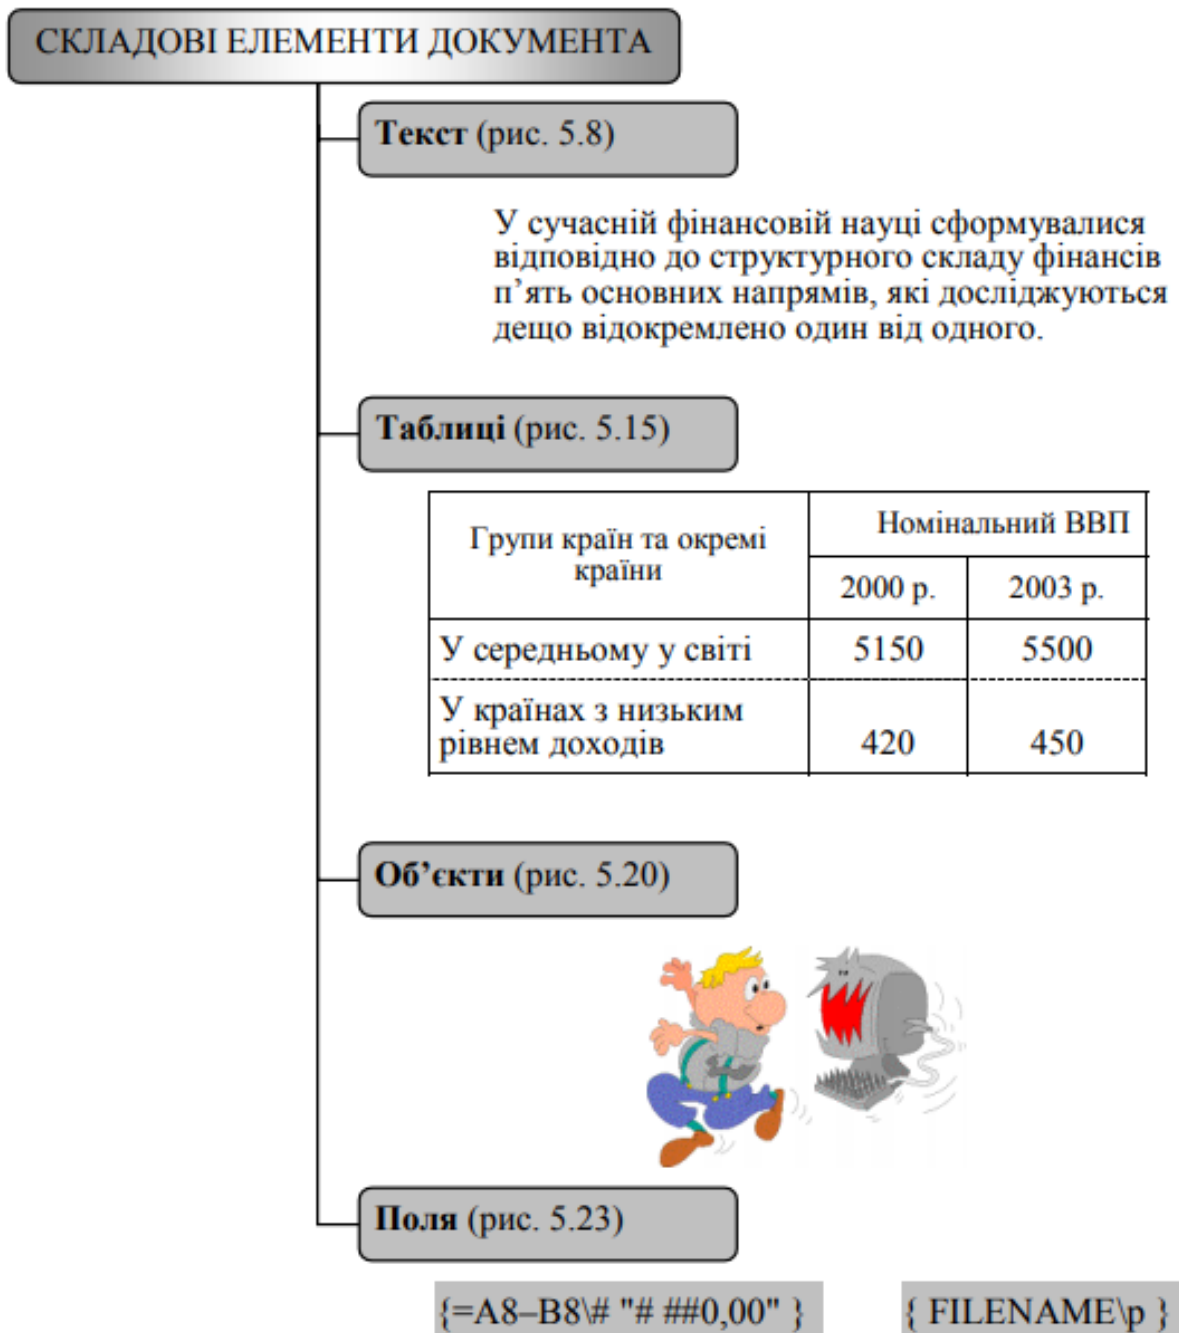 СКЛАДОВІ ЕЛЕМЕНТИ ДОКУМЕНТА
Текст (рис. 5.8)
У сучасній фінансовій науці сформувалися
відповідно до структурного складу фінансів
п’ять основних напрямів, які досліджуються
дещо відокремлено один від одного.
Таблиці (рис. 5.15)
Групи країн та окремі
країни
Номінальний ВВП
2000 р. 2003 р.
У середньому у світі 5150 5500
У країнах з низьким
рівнем доходів 420 450
Об’єкти (рис. 5.20)
Поля (рис. 5.23)
{=A8–B8\# "# ##0,00" } { FILENAME\p }